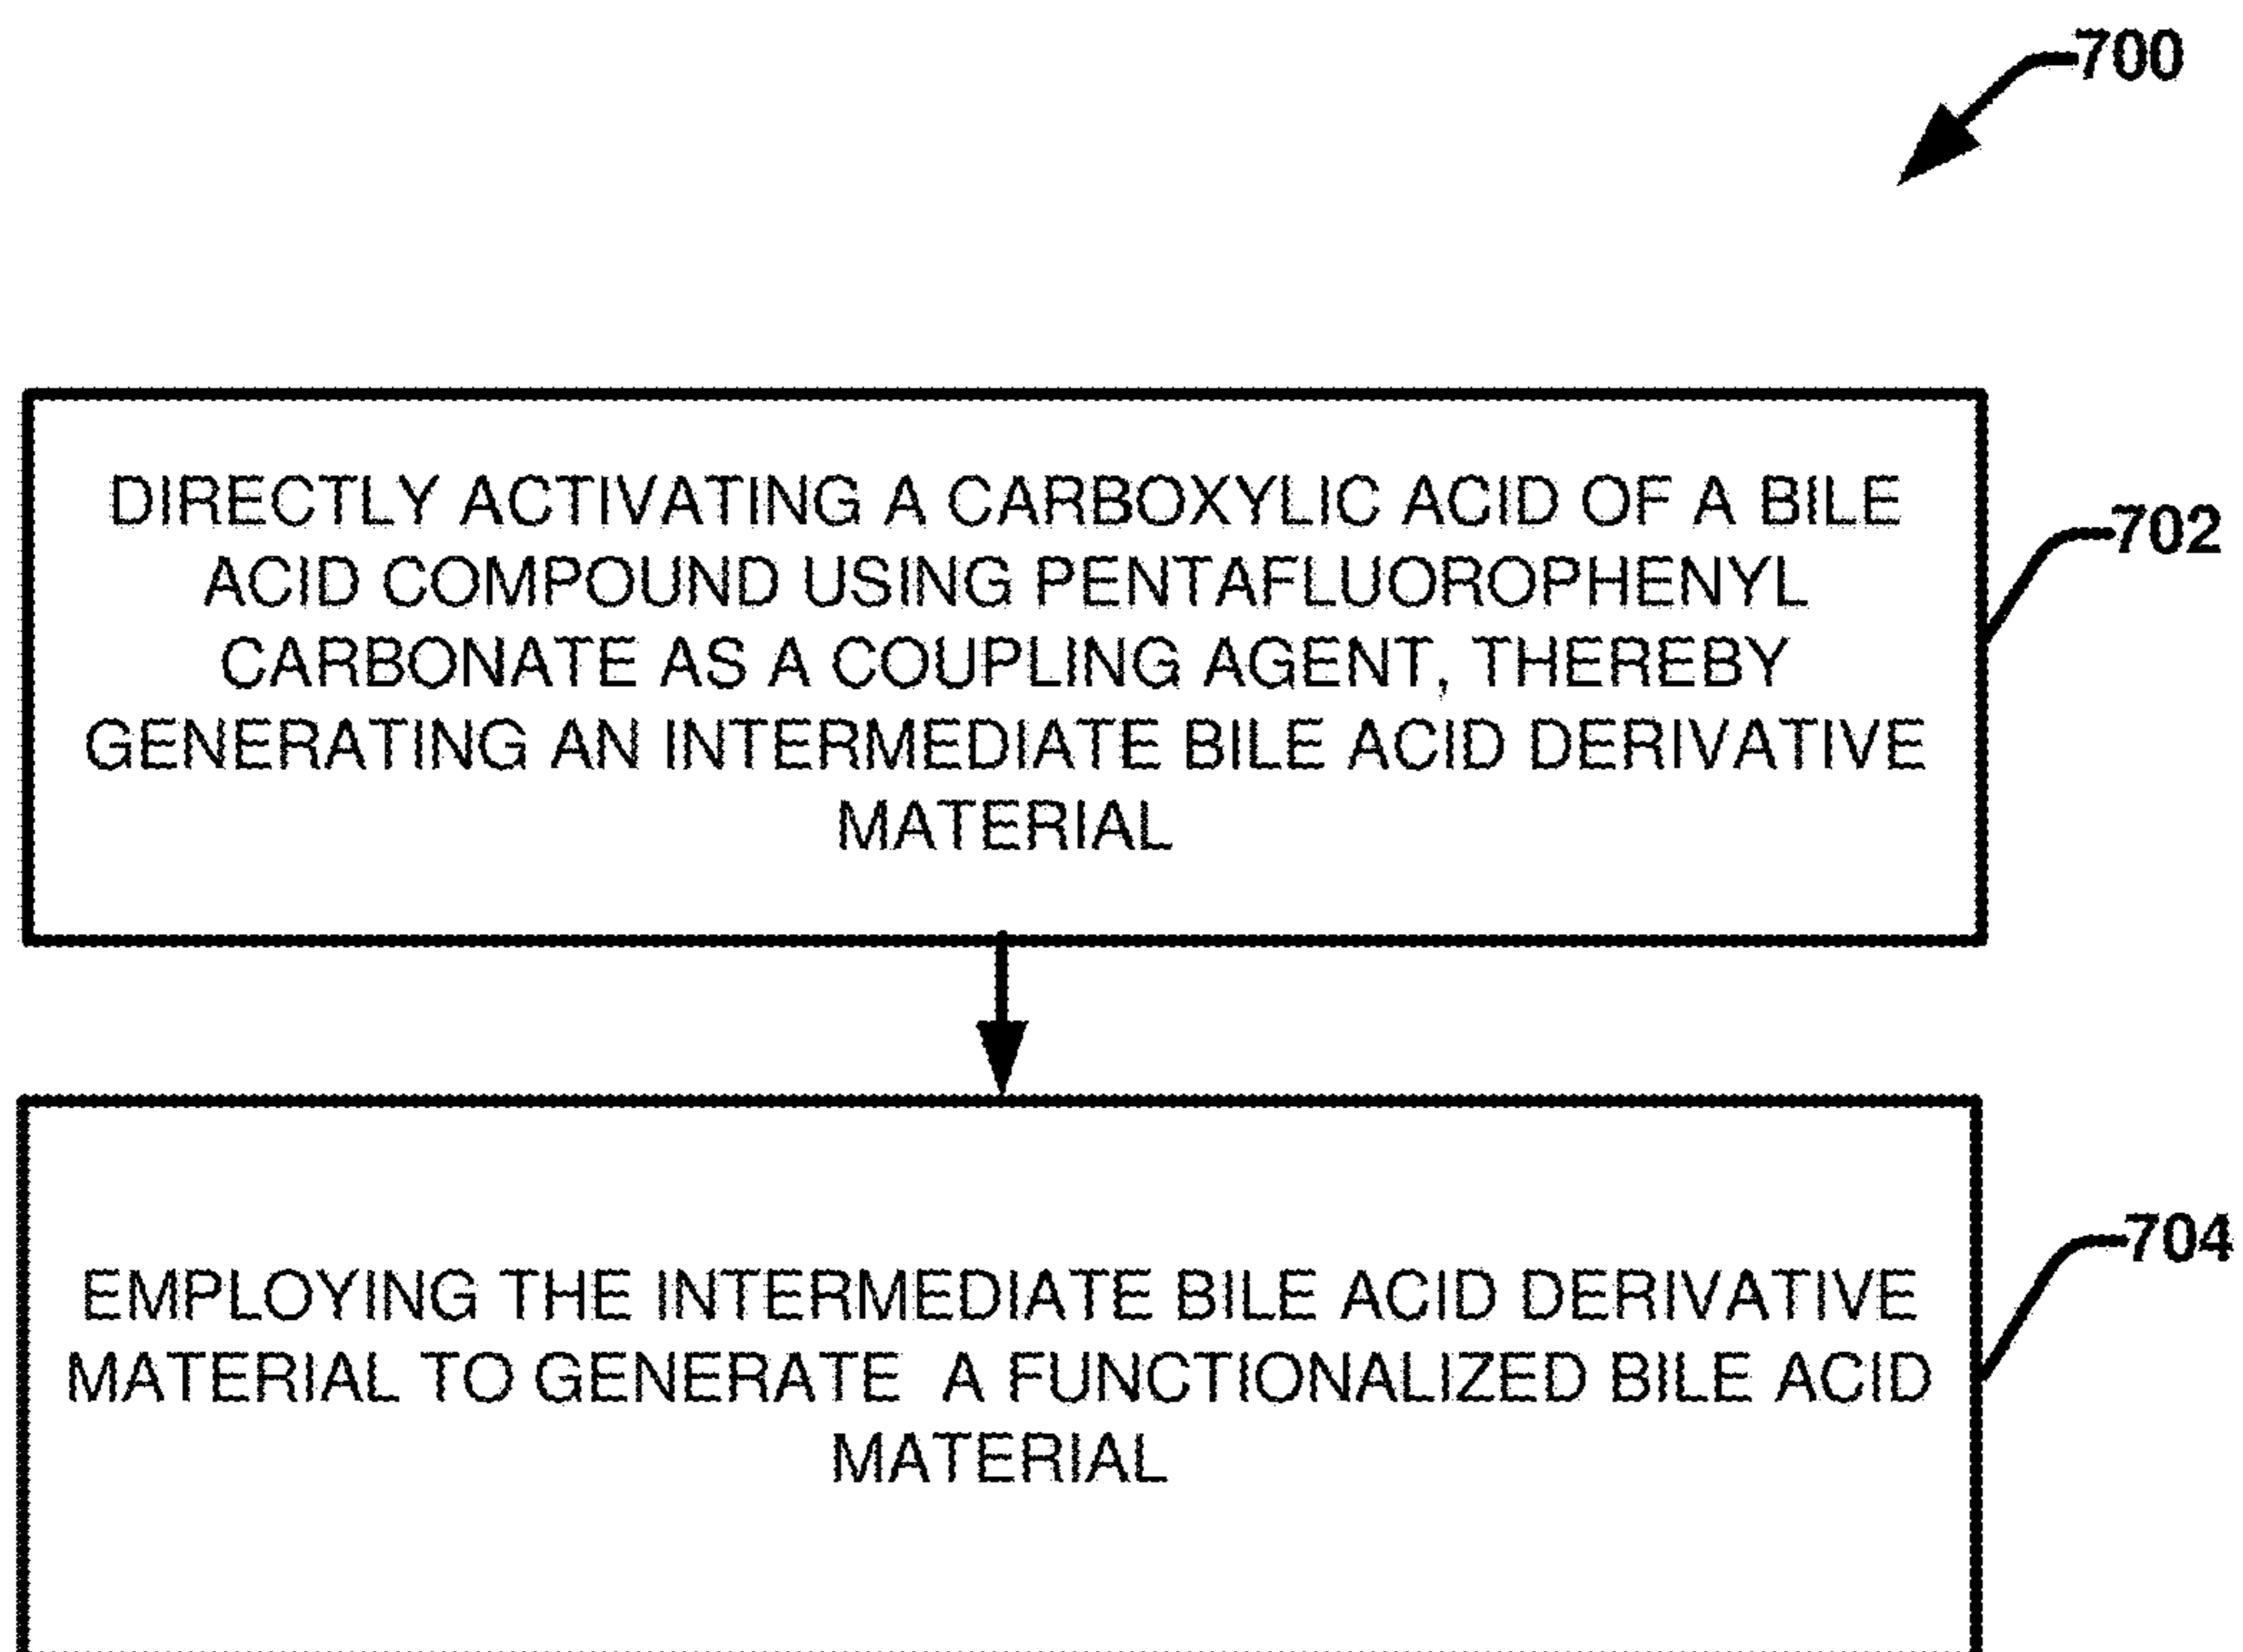 700
DIRECTLY ACTIVATING A CARBOXYLIC ACID OF A BILE
ACID COMPOUND USING PENTAFLUOROPHENYL
CARBONATE AS A COUPLING AGENT, THEREBY
GENERATING AN INTERMEDIATE BILE ACID DERIVATIVE
MATERIAL
702
EMPLOYING THE INTERMEDIATE BILE ACID DERIVATIVE
MATERIAL TO GENERATE A FUNCTIONALIZED BILE ACID
MATERIAL
704